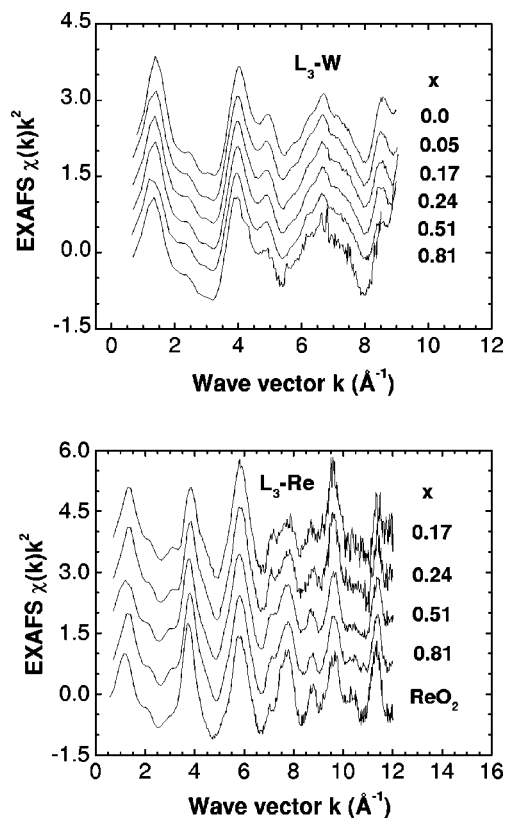 L₃-W
x
0.0
0.05
0.17
0.24
0.51
0.81
EXAFS χ(k)k²
3.0
1.5
0.0
-1.5
0 2 4 6 8 10 12
Wave vector k (Å⁻¹)
L₃-Re
x
0.17
0.24
0.51
0.81
ReO₂
EXAFS χ(k)k²
6.0
4.5
3.0
1.5
0.0
-1.5
0 2 4 6 8 10 12 14 16
Wave vector k (Å⁻¹)